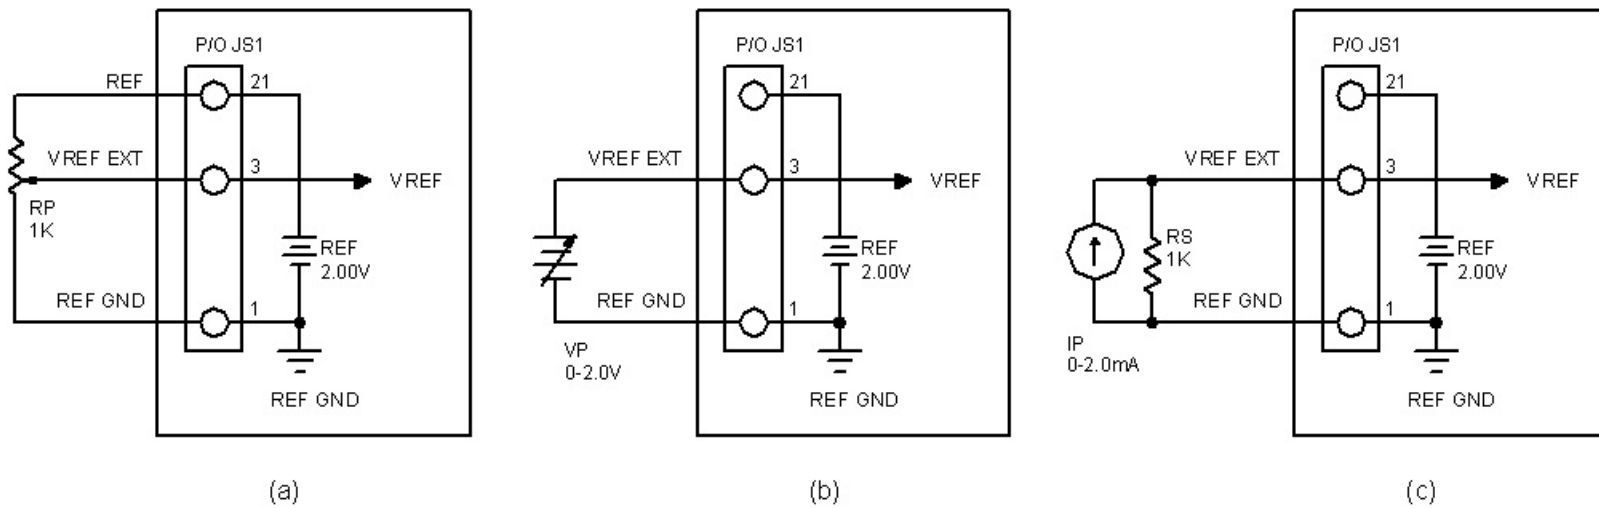 P/O JS1
REF
21
VREF EXT
3
VREF
RP
1K
REF
2.00V
REF GND
1
REF GND
(a)
P/O JS1
21
VREF EXT
3
VREF
REF
2.00V
REF GND
1
VP
0-2.0V
REF GND
(b)
P/O JS1
21
VREF EXT
3
VREF
RS
1K
REF
2.00V
REF GND
1
IP
0-2.0mA
REF GND
(c)